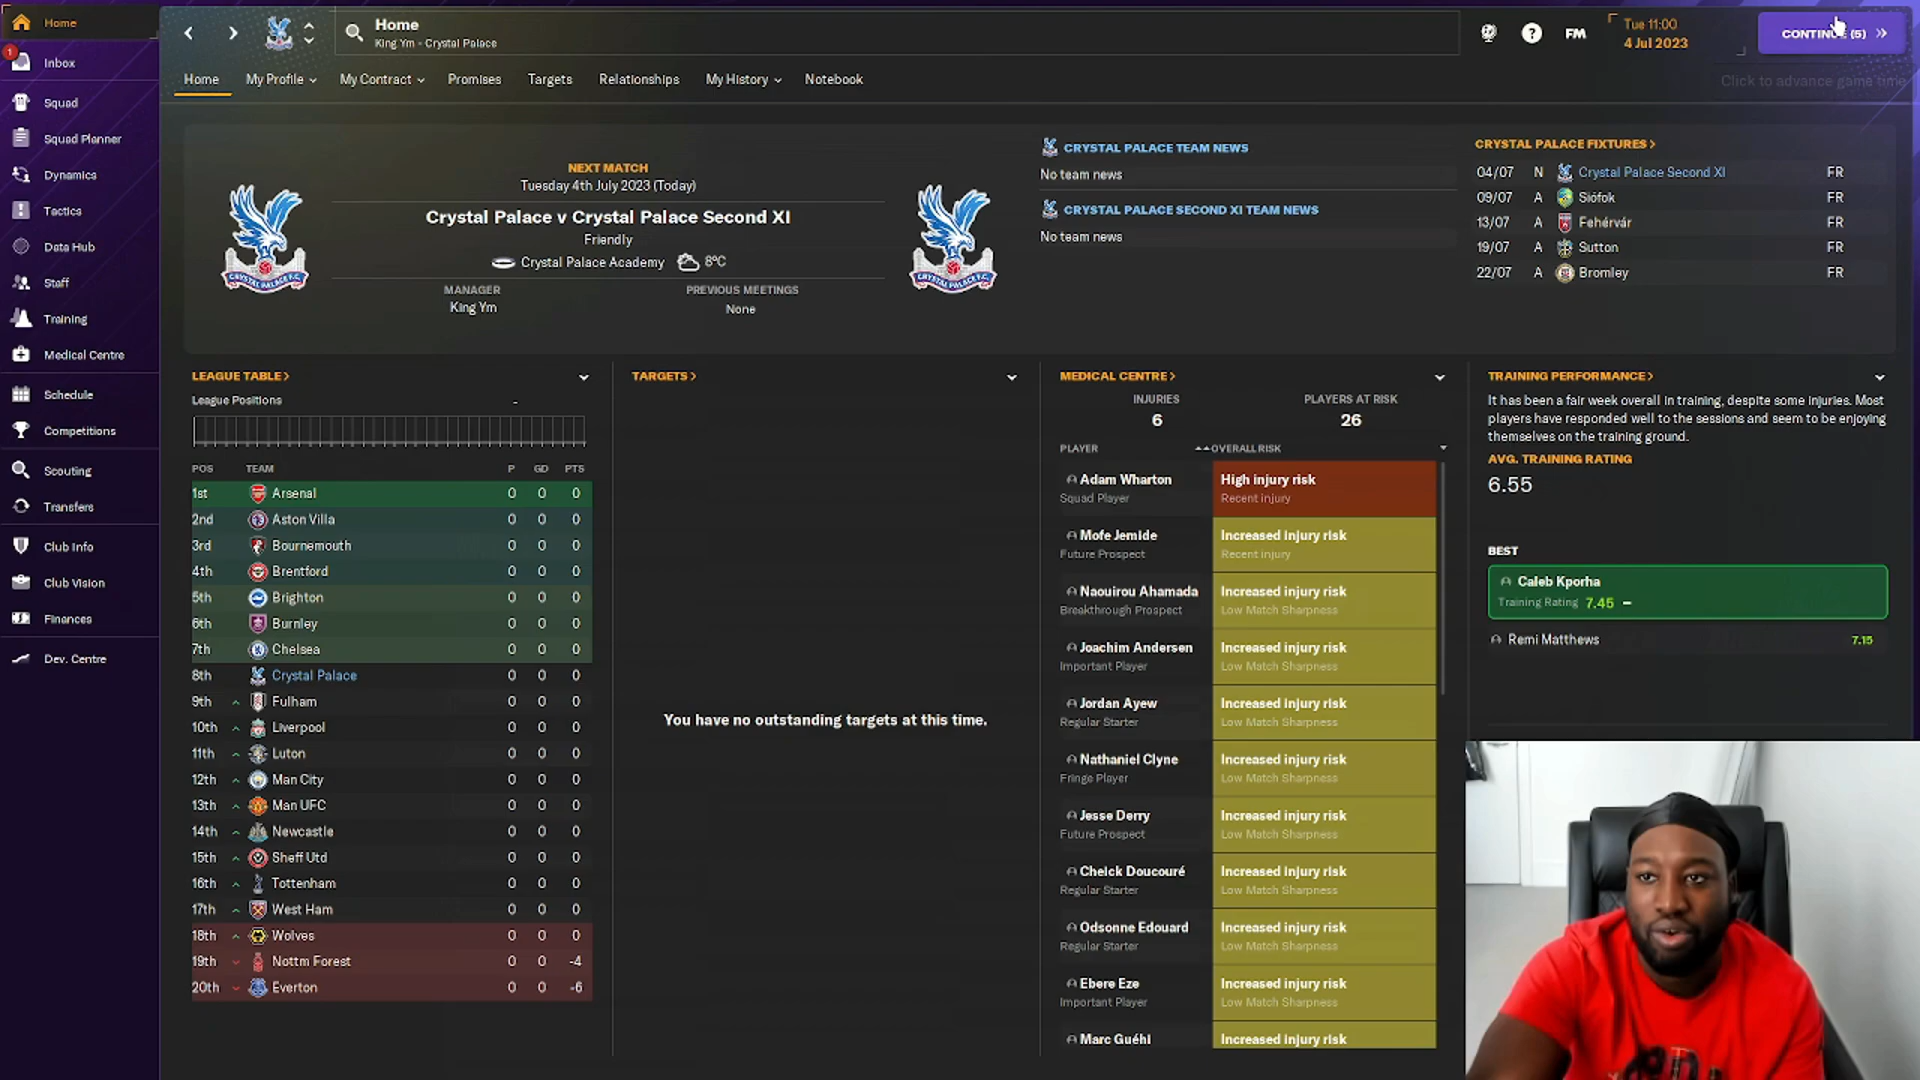 Home
1
Inbox
Squad
Squad Planner
Dynamics
Tactics
Data Hub
Staff
Training
Medical Centre
Schedule
Competitions
Scouting
Transfers
Club Info
Club Vision
Finances
Dev. Centre
Home
King Ym - Crystal Palace
FM
Tue 11:00
4 Jul 2023
CONTINUE (5)
Click to advance game time
Home My Profile My Contract Promises Targets Relationships My History Notebook
NEXT MATCH
Tuesday 4th July 2023 (Today)
Crystal Palace v Crystal Palace Second XI
Friendly
Crystal Palace Academy 8°C
MANAGER
King Ym
PREVIOUS MEETINGS
None
CRYSTAL PALACE TEAM NEWS
No team news
CRYSTAL PALACE SECOND XI TEAM NEWS
No team news
CRYSTAL PALACE FIXTURES >
04/07 N Crystal Palace Second XI FR
09/07 A Siófok FR
13/07 A Fehérvár FR
19/07 A Sutton FR
22/07 A Bromley FR
LEAGUE TABLE >
League Positions -
POS TEAM P GD PTS
1st Arsenal 0 0 0
2nd Aston Villa 0 0 0
3rd Bournemouth 0 0 0
4th Brentford 0 0 0
5th Brighton 0 0 0
6th Burnley 0 0 0
7th Chelsea 0 0 0
8th Crystal Palace 0 0 0
9th Fulham 0 0 0
10th Liverpool 0 0 0
11th Luton 0 0 0
12th Man City 0 0 0
13th Man UFC 0 0 0
14th Newcastle 0 0 0
15th Sheff Utd 0 0 0
16th Tottenham 0 0 0
17th West Ham 0 0 0
18th Wolves 0 0 0
19th Nottm Forest 0 0 -4
20th Everton 0 0 -6
TARGETS >
You have no outstanding targets at this time.
MEDICAL CENTRE >
INJURIES PLAYERS AT RISK
6 26
PLAYER OVERALL RISK
Adam Wharton High injury risk
Squad Player Recent injury
Mofe Jemide Increased injury risk
Future Prospect Recent injury
Naouirou Ahamada Increased injury risk
Breakthrough Prospect Low Match Sharpness
Joachim Andersen Increased injury risk
Important Player Low Match Sharpness
Jordan Ayew Increased injury risk
Regular Starter Low Match Sharpness
Nathaniel Clyne Increased injury risk
Fringe Player Low Match Sharpness
Jesse Derry Increased injury risk
Future Prospect Low Match Sharpness
Cheick Doucouré Increased injury risk
Regular Starter Low Match Sharpness
Odsonne Edouard Increased injury risk
Regular Starter Low Match Sharpness
Ebere Eze Increased injury risk
Important Player Low Match Sharpness
Marc Guéhi Increased injury risk
TRAINING PERFORMANCE >
It has been a fair week overall in training, despite some injuries. Most
players have responded well to the sessions and seem to be enjoying
themselves on the training ground.
AVG. TRAINING RATING
6.55
BEST
Caleb Kporha
Training Rating 7.45 –
Remi Matthews 7.15